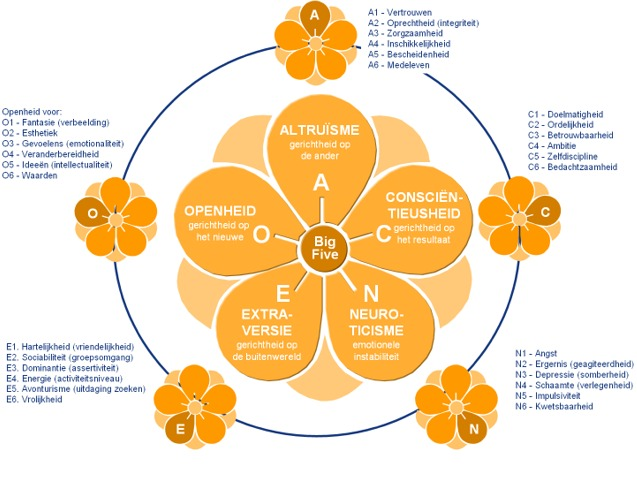 A
A1 - Vertrouwen
A2 - Oprechtheid (integriteit)
A3 - Zorgzaamheid
A4 - Inschikkelijkheid
A5 - Bescheidenheid
A6 - Medeleven
Openheid voor:
O1 - Fantasie (verbeelding)
O2 - Esthetiek
O3 - Gevoelens (emotionaliteit)
O4 - Veranderbereidheid
O5 - Ideeën (intellectualiteit)
O6 - Waarden
C1 - Doelmatigheid
C2 - Ordelijkheid
C3 - Betrouwbaarheid
C4 - Ambitie
C5 - Zelfdiscipline
C6 - Bedachtzaamheid
ALTRUÏSME
gericht​heid op
de ander
A
OPENHEID
gerichtheid op
het nieuwe
O
CONSCIËN-
TIEUSHEID
gerichtheid op
het resultaat
C
Big
Five
E
EXTRA-
VERSIE
gerichtheid op
de buitenwereld
N
NEURO-
TICISME
emotionele
instabiliteit
O
C
E1. Hartelijkheid (vriendelijkheid)
E2. Sociabiliteit (groepsomgang)
E3. Dominantie (assertiviteit)
E4. Energie (activiteitsniveau)
E5. Avonturisme (uitdaging zoeken)
E6. Vrolijkheid
N1 - Angst
N2 - Ergernis (geagiteerdheid)
N3 - Depressie (somberheid)
N4 - Schaamte (verlegenheid)
N5 - Impulsiviteit
N6 - Kwetsbaarheid
E
N